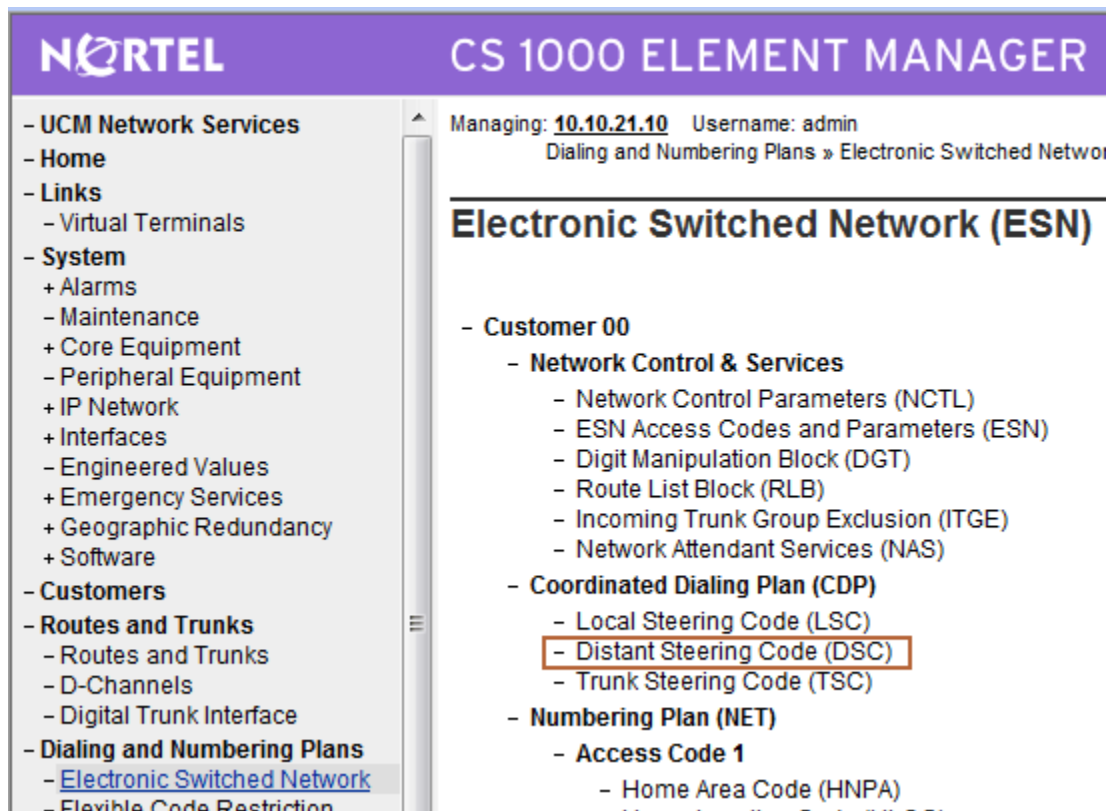 NORTEL
CS 1000 ELEMENT MANAGER
- UCM Network Services
- Home
- Links
- Virtual Terminals
- System
+ Alarms
- Maintenance
+ Core Equipment
- Peripheral Equipment
+ IP Network
+ Interfaces
- Engineered Values
+ Emergency Services
+ Geographic Redundancy
+ Software
- Customers
- Routes and Trunks
- Routes and Trunks
- D-Channels
- Digital Trunk Interface
- Dialing and Numbering Plans
- Electronic Switched Network
- Flexible Code Restriction
Managing: 10.10.21.10 Username: admin
Dialing and Numbering Plans » Electronic Switched Networ
Electronic Switched Network (ESN)
- Customer 00
- Network Control & Services
- Network Control Parameters (NCTL)
- ESN Access Codes and Parameters (ESN)
- Digit Manipulation Block (DGT)
- Route List Block (RLB)
- Incoming Trunk Group Exclusion (ITGE)
- Network Attendant Services (NAS)
- Coordinated Dialing Plan (CDP)
- Local Steering Code (LSC)
- Distant Steering Code (DSC)
- Trunk Steering Code (TSC)
- Numbering Plan (NET)
- Access Code 1
- Home Area Code (HNPA)